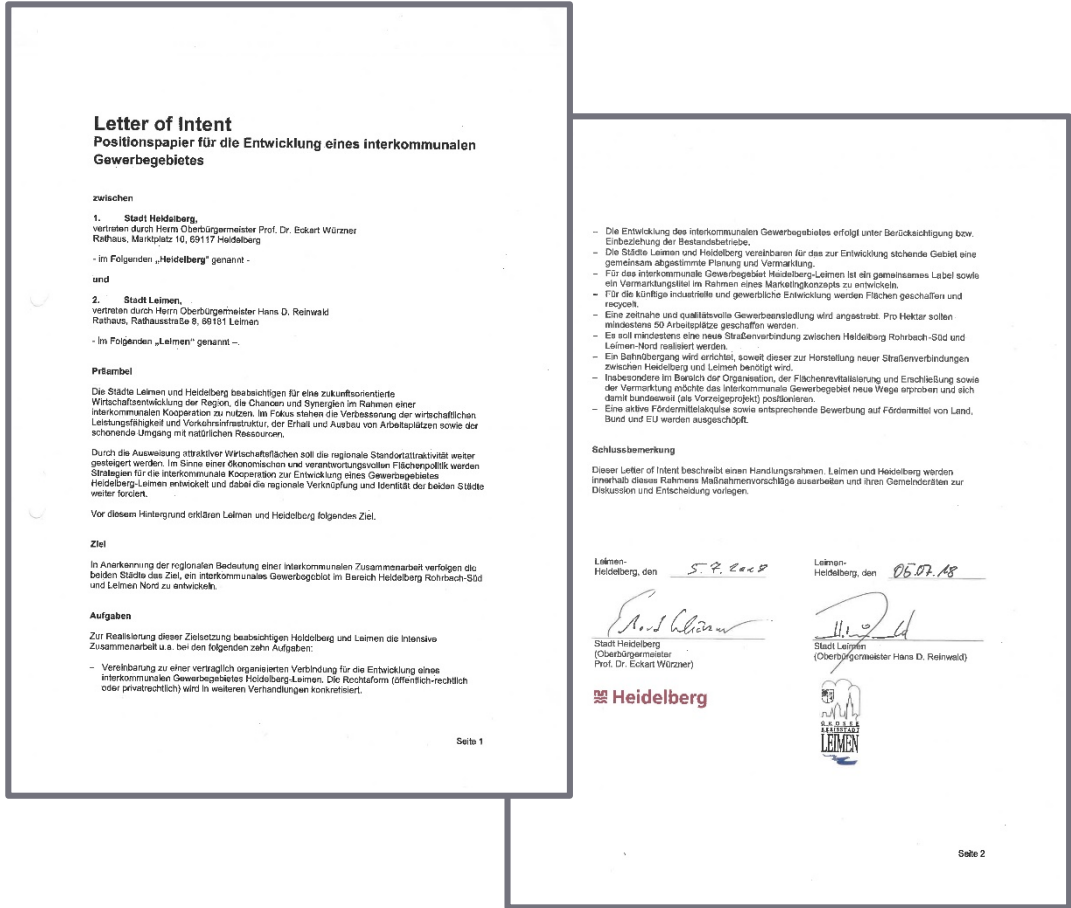 Letter of Intent
Positionspapier für die Entwicklung eines interkommunalen
Gewerbegebietes
zwischen
1. Stadt Heidelberg,
vertreten durch Herrn Oberbürgermeister Prof. Dr. Eckart Würzner
Rathaus, Marktplatz 10, 69117 Heidelberg
- im Folgenden „Heidelberg" genannt -
und
2. Stadt Leimen,
vertreten durch Herrn Oberbürgermeister Hans D. Reinwald
Rathaus, Rathausstraße 8, 69181 Leimen
- im Folgenden „Leimen" genannt –.
Präambel
Die Städte Leimen und Heidelberg beabsichtigen für eine zukunftsorientierte
Wirtschaftsentwicklung der Region, die Chancen und Synergien im Rahmen einer
interkommunalen Kooperation zu nutzen. Im Fokus stehen die Verbesserung der wirtschaftlichen
Leistungsfähigkeit und Verkehrsinfrastruktur, der Erhalt und Ausbau von Arbeitsplätzen sowie der
schonende Umgang mit natürlichen Ressourcen.
Durch die Ausweisung attraktiver Wirtschaftsflächen soll die regionale Standortattraktivität weiter
gesteigert werden. Im Sinne einer ökonomischen und verantwortungsvollen Flächenpolitik werden
Strategien für die interkommunale Kooperation zur Entwicklung eines Gewerbegebietes
Heidelberg-Leimen entwickelt und dabei die regionale Verknüpfung und Identität der beiden Städte
weiter forciert.
Vor diesem Hintergrund erklären Leimen und Heidelberg folgendes Ziel.
Ziel
In Anerkennung der regionalen Bedeutung einer interkommunalen Zusammenarbeit verfolgen die
beiden Städte das Ziel, ein interkommunales Gewerbegebiet im Bereich Heidelberg Rohrbach-Süd
und Leimen Nord zu entwickeln.
Aufgaben
Zur Realisierung dieser Zielsetzung beabsichtigen Heidelberg und Leimen die intensive
Zusammenarbeit u.a. bei den folgenden zehn Aufgaben:
– Vereinbarung zu einer vertraglich organisierten Verbindung für die Entwicklung eines
interkommunalen Gewerbegebietes Heidelberg-Leimen. Die Rechtsform (öffentlich-rechtlich
oder privatrechtlich) wird in weiteren Verhandlungen konkretisiert.
Seite 1
– Die Entwicklung des interkommunalen Gewerbegebietes erfolgt unter Berücksichtigung bzw.
Einbeziehung der Bestandsbetriebe.
– Die Städte Leimen und Heidelberg vereinbaren für das zur Entwicklung stehende Gebiet eine
gemeinsam abgestimmte Planung und Vermarktung.
– Für das interkommunale Gewerbegebiet Heidelberg-Leimen ist ein gemeinsames Label sowie
ein Vermarktungstitel im Rahmen eines Marketingkonzepts zu entwickeln.
– Für die künftige industrielle und gewerbliche Entwicklung werden Flächen geschaffen und
recycelt.
– Eine zeitnahe und qualitätsvolle Gewerbeansiedlung wird angestrebt. Pro Hektar sollen
mindestens 50 Arbeitsplätze geschaffen werden.
– Es soll mindestens eine neue Straßenverbindung zwischen Heidelberg Rohrbach-Süd und
Leimen-Nord realisiert werden.
– Ein Bahnübergang wird errichtet, soweit dieser zur Herstellung neuer Straßenverbindungen
zwischen Heidelberg und Leimen benötigt wird.
– Insbesondere im Bereich der Organisation, der Flächenrevitalisierung und Erschließung sowie
der Vermarktung möchte das interkommunale Gewerbegebiet neue Wege erproben und sich
damit bundesweit (als Vorzeigeprojekt) positionieren.
– Eine aktive Fördermittelakquise sowie entsprechende Bewerbung auf Fördermittel von Land,
Bund und EU werden ausgeschöpft.
Schlussbemerkung
Dieser Letter of Intent beschreibt einen Handlungsrahmen. Leimen und Heidelberg werden
innerhalb dieses Rahmens Maßnahmenvorschläge ausarbeiten und ihren Gemeinderäten zur
Diskussion und Entscheidung vorlegen.
Leimen-
Heidelberg, den 5.7.2018
Stadt Heidelberg
(Oberbürgermeister
Prof. Dr. Eckart Würzner)
Heidelberg
Leimen-
Heidelberg, den 05.07.18
Stadt Leimen
(Oberbürgermeister Hans D. Reinwald)
GROSSE
KREISSTADT
LEIMEN
Seite 2